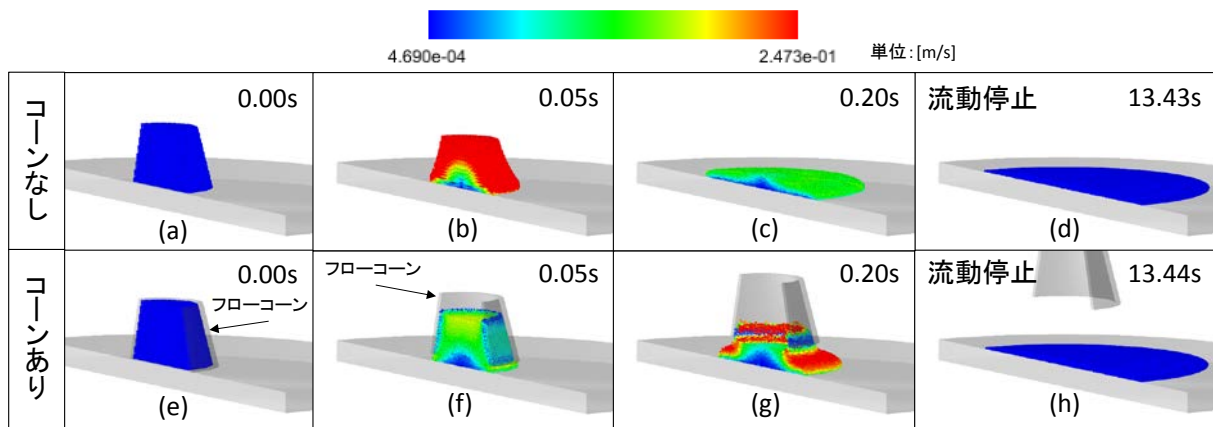 4.690e-04
2.473e-01
単位:[m/s]
コーンなし
0.00s
(a)
0.05s
(b)
0.20s
(c)
流動停止
13.43s
(d)
コーンあり
0.00s
フローコーン
(e)
フローコーン
0.05s
(f)
0.20s
(g)
流動停止
13.44s
(h)